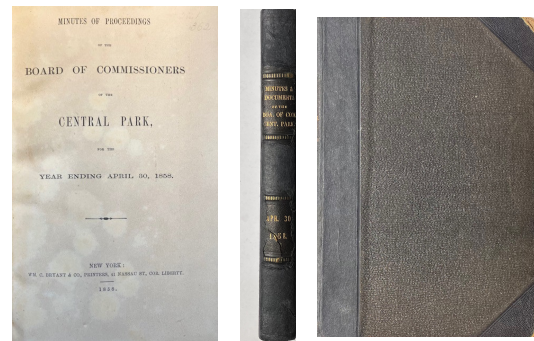 MINUTES OF PROCEEDINGS
OF THE
BOARD OF COMMISSIONERS
OF THE
CENTRAL PARK,
FOR THE
YEAR ENDING APRIL 30, 1858.
NEW YORK:
WM. C. BRYANT & CO., PRINTERS, 41 NASSAU ST., COR. LIBERTY.
1858.
MINUTES &
DOCUMENTS
OF THE
BOA. OF COM.
CENT. PARK
APR. 30
1858.